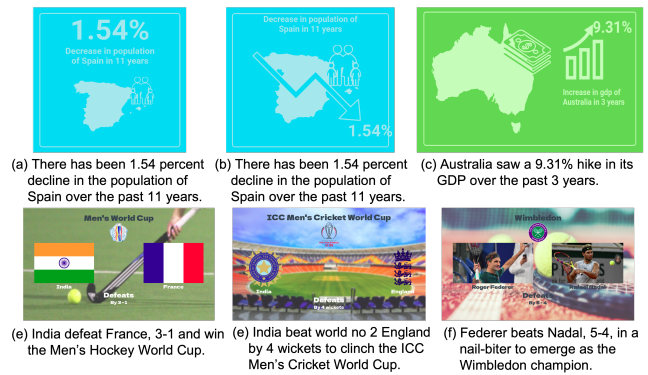 1.54%
Decrease in population
of Spain in 11 years
Decrease in population of
Spain in 11 years
1.54%
9.31%
Increase in gdp of
Australia in 3 years
(a) There has been 1.54 percent
decline in the population of
Spain over the past 11 years.
(b) There has been 1.54 percent
decline in the population of
Spain over the past 11 years.
(c) Australia saw a 9.31% hike in its
GDP over the past 3 years.
Men's World Cup
India
France
Defeats
By 3-1
ICC Men's Cricket World Cup
India
England
Defeats
By 4 wickets
Wimbledon
Roger Federer
Rafael Nadal
Defeats
(e) India defeat France, 3-1 and win
the Men's Hockey World Cup.
(e) India beat world no 2 England
by 4 wickets to clinch the ICC
Men's Cricket World Cup.
(f) Federer beats Nadal, 5-4, in a
nail-biter to emerge as the
Wimbledon champion.